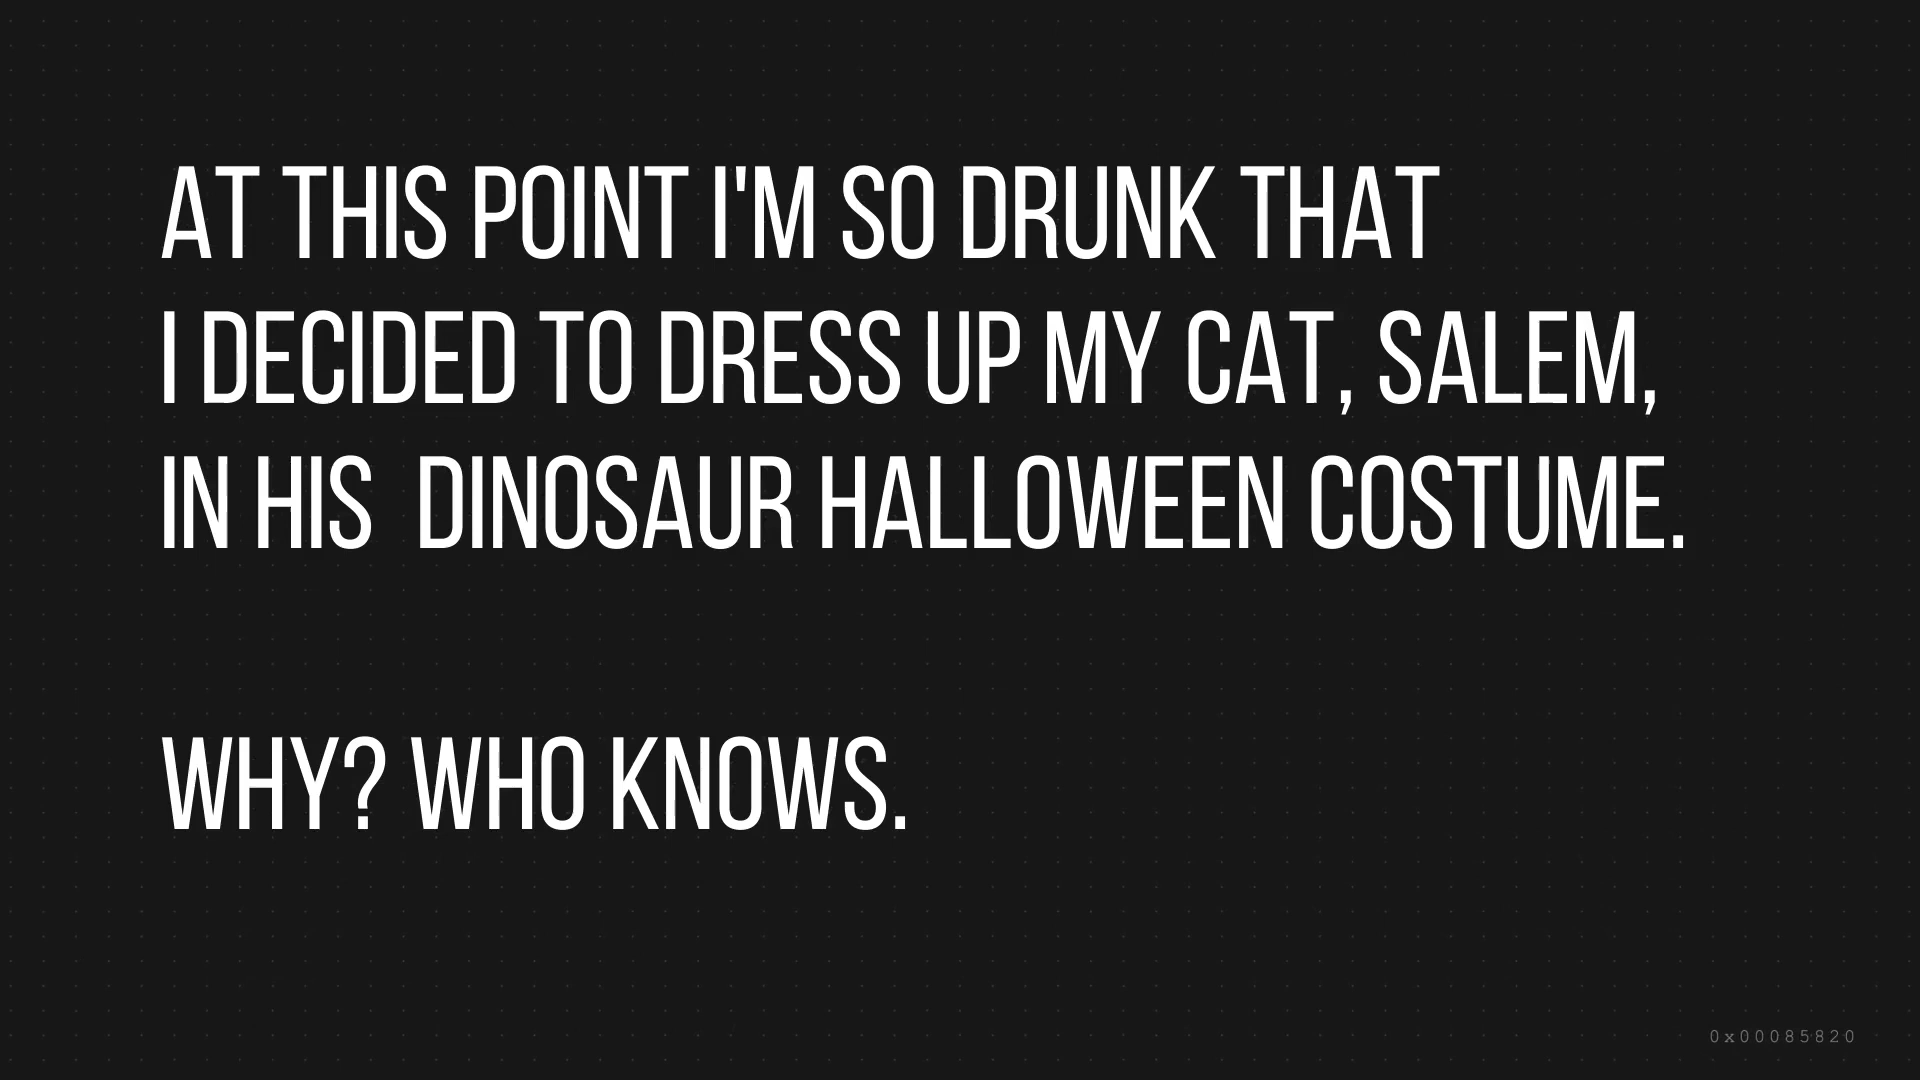 AT THIS POINT I'M SO DRUNK THAT
I DECIDED TO DRESS UP MY CAT, SALEM,
IN HIS  DINOSAUR HALLOWEEN COSTUME.
WHY? WHO KNOWS.
0x00085820